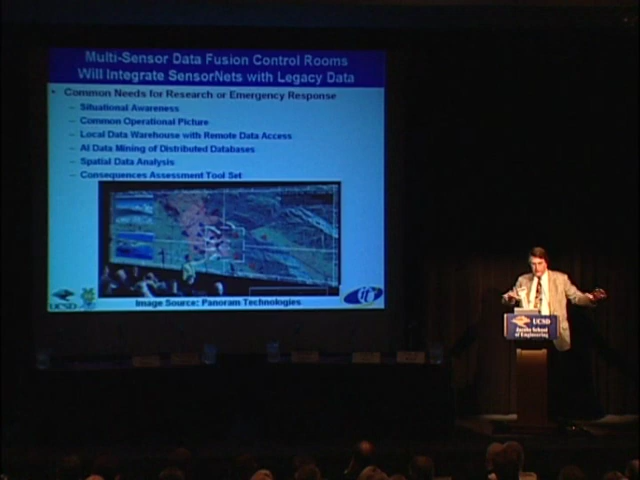 Multi-Sensor Data Fusion Control Rooms
Will Integrate SensorNets with Legacy Data
• Common Needs for Research or Emergency Response
– Situational Awareness
– Common Operational Picture
– Local Data Warehouse with Remote Data Access
– AI Data Mining of Distributed Databases
– Spatial Data Analysis
– Consequences Assessment Tool Set
Image Source: Panoram Technologies
UCSD
UCSD
Jacobs School
of Engineering